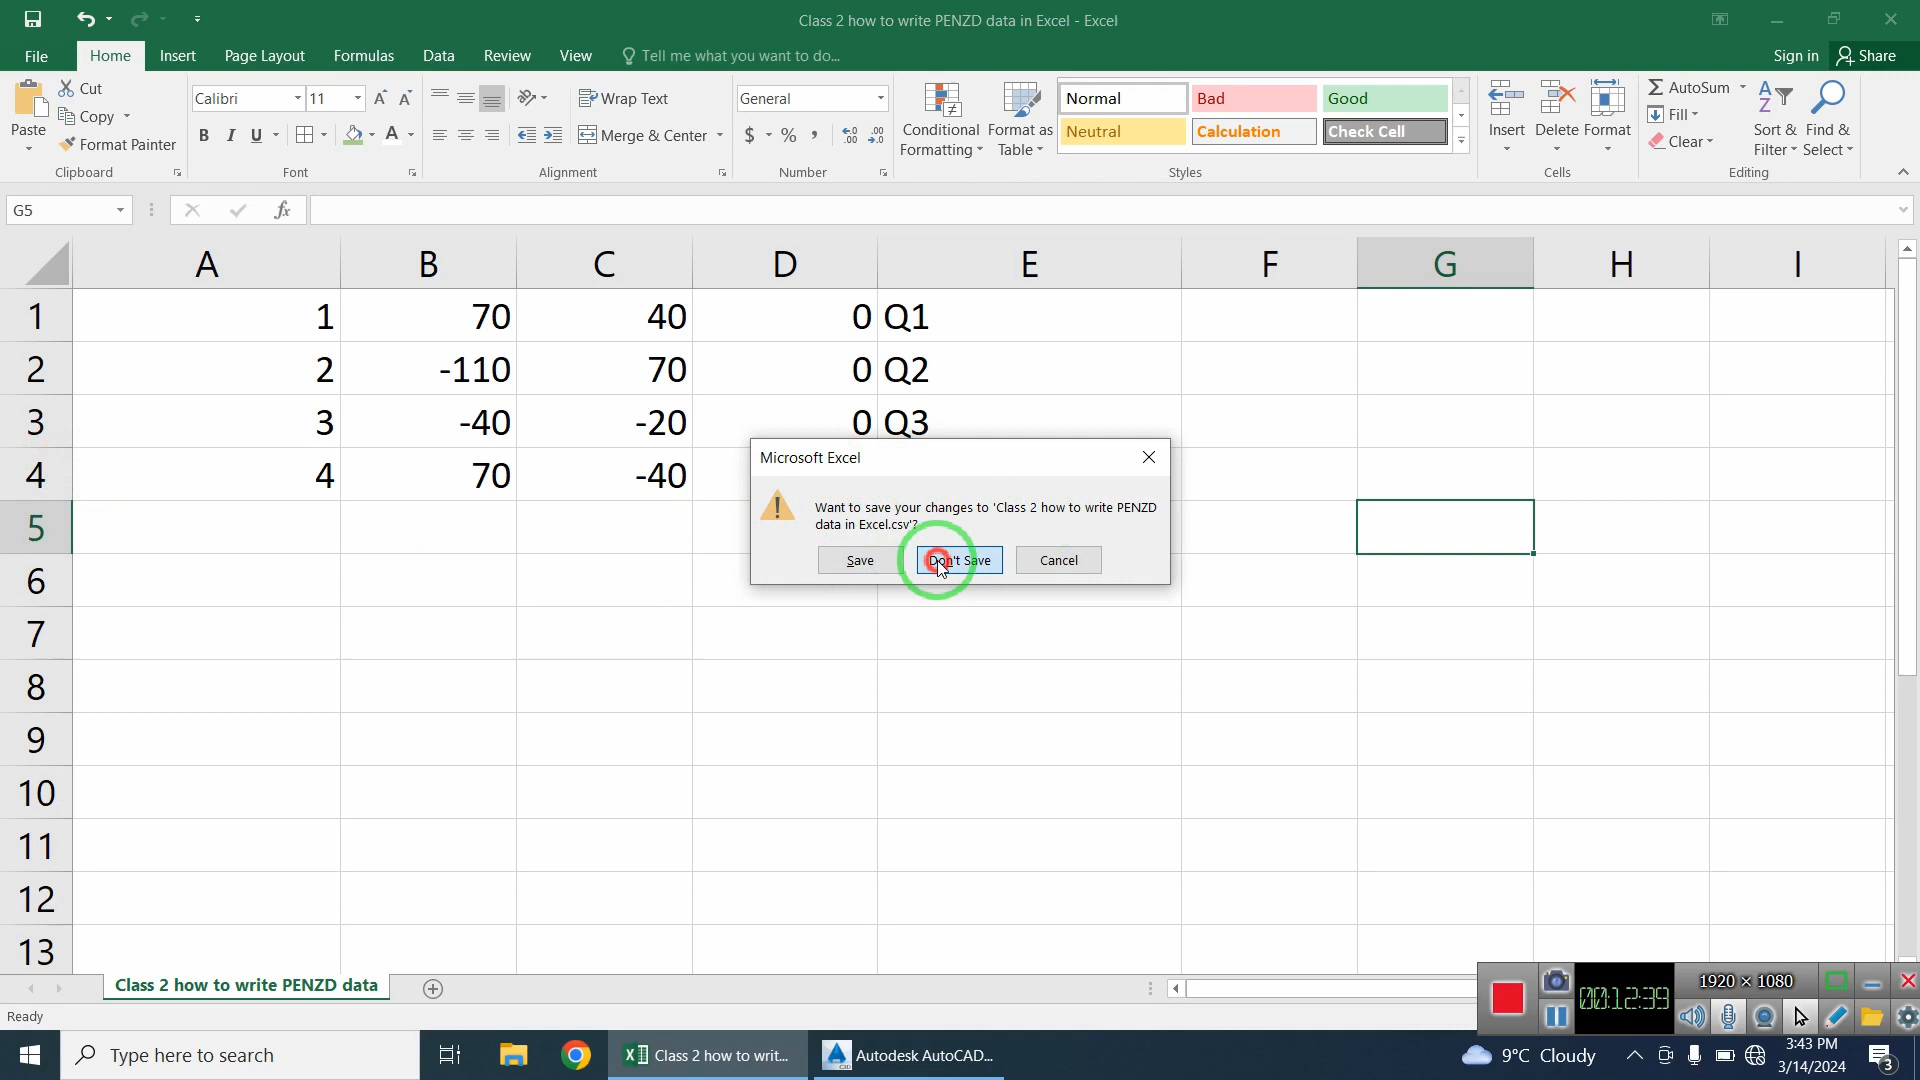 Class 2 how to write PENZD data in Excel - Excel
File Home Insert Page Layout Formulas Data Review View Tell me what you want to do... Sign in Share
Paste Cut Copy Format Painter
Clipboard
Calibri 11
B I U A
Font
Wrap Text
Merge & Center
Alignment
General
$ % ,
Number
Conditional Formatting
Format as Table
Normal Bad Good
Neutral Calculation Check Cell
Styles
Insert Delete Format
Cells
AutoSum
Fill
Clear
Sort & Filter
Find & Select
Editing
G5 fx
A B C D E F G H I
1 1 70 40 0 Q1
2 2 -110 70 0 Q2
3 3 -40 -20 0 Q3
4 4 70 -40
5
6
7
8
9
10
11
12
13
Microsoft Excel
Want to save your changes to 'Class 2 how to write PENZD
data in Excel.csv'?
Save Don't Save Cancel
Class 2 how to write PENZD data
Ready
1920 × 1080
00:12:39
Type here to search
Class 2 how to writ...
Autodesk AutoCAD...
9°C Cloudy
3:43 PM
3/14/2024
3